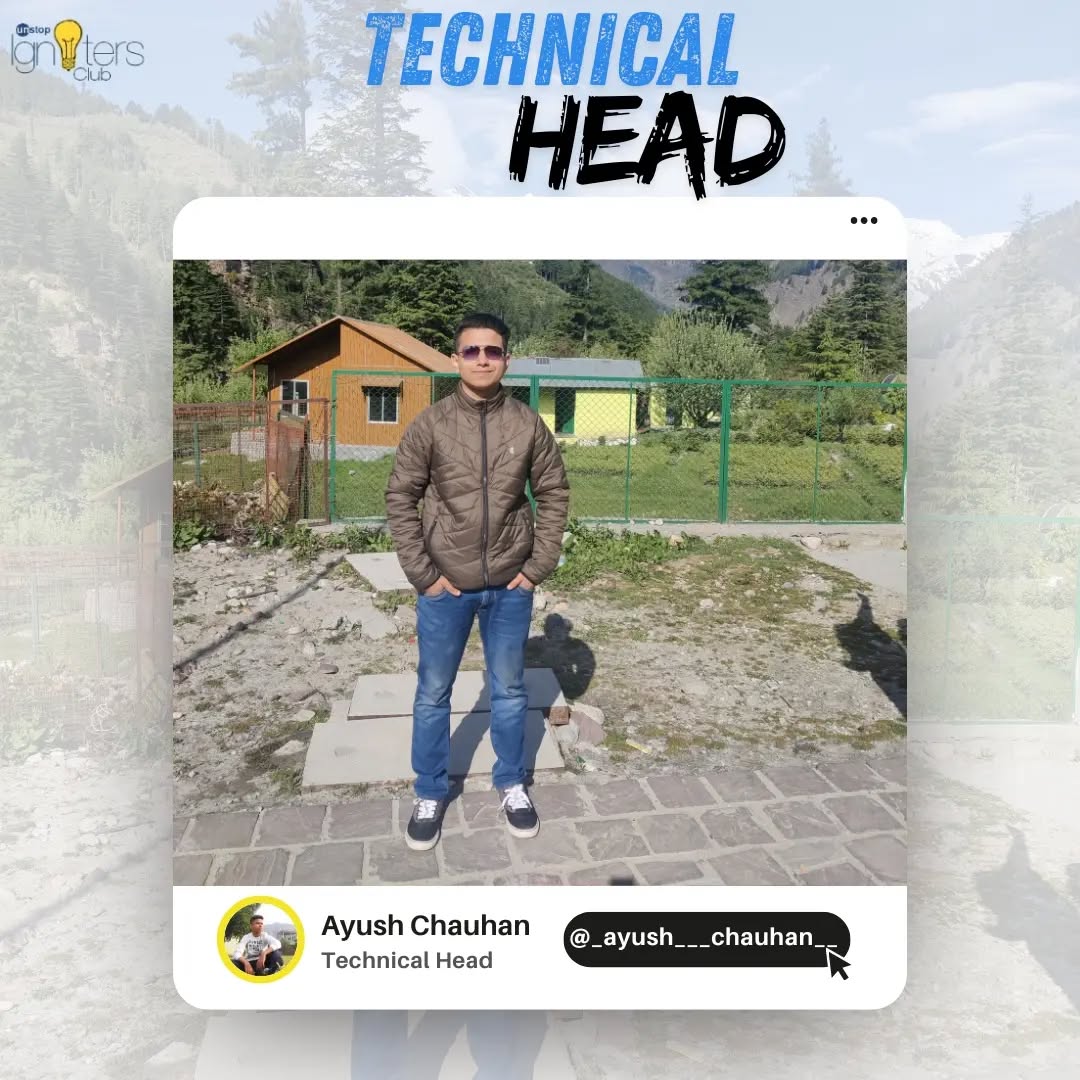 unstop
Igniters
Club
TECHNICAL
HEAD
Ayush Chauhan
Technical Head
@_ayush___chauhan__